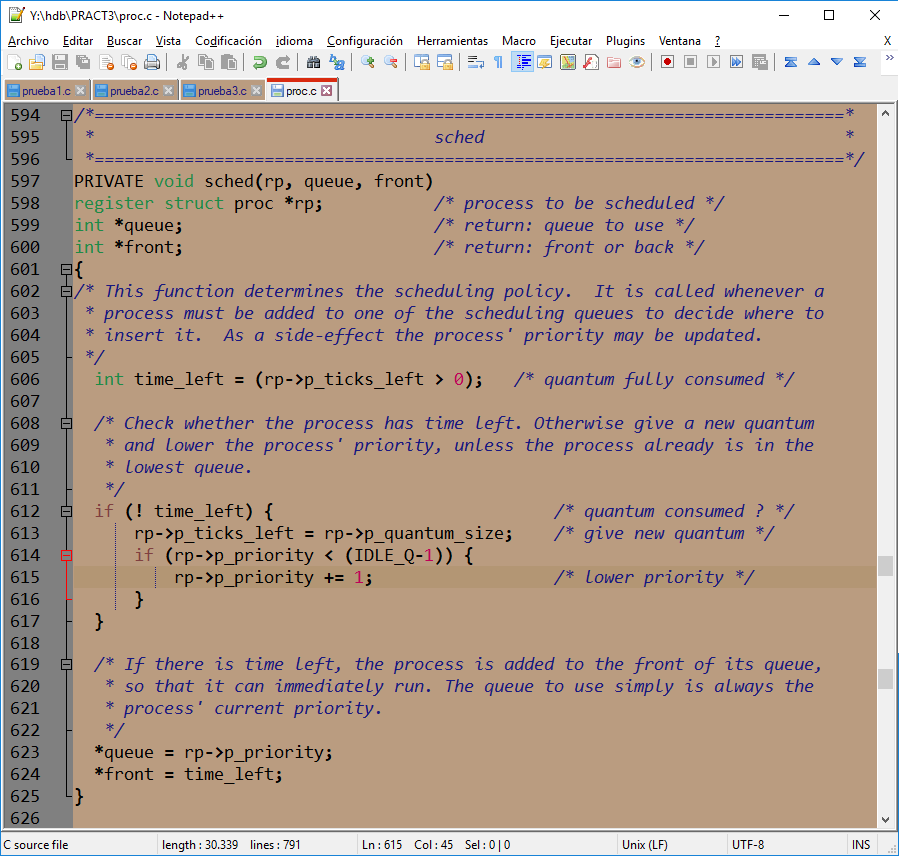 Y:\hdb\PRACT3\proc.c - Notepad++
Archivo Editar Buscar Vista Codificación idioma Configuración Herramientas Macro Ejecutar Plugins Ventana ? X
prueba1.c prueba2.c prueba3.c proc.c
594 /*===========================================================================*
595  *                                  sched                                    *
596  *===========================================================================*/
597 PRIVATE void sched(rp, queue, front)
598 register struct proc *rp;           /* process to be scheduled */
599 int *queue;                         /* return: queue to use */
600 int *front;                         /* return: front or back */
601 {
602 /* This function determines the scheduling policy.  It is called whenever a
603  * process must be added to one of the scheduling queues to decide where to
604  * insert it.  As a side-effect the process' priority may be updated.
605  */
606   int time_left = (rp->p_ticks_left > 0);   /* quantum fully consumed */
607
608   /* Check whether the process has time left. Otherwise give a new quantum
609    * and lower the process' priority, unless the process already is in the
610    * lowest queue.
611    */
612   if (! time_left) {                            /* quantum consumed ? */
613       rp->p_ticks_left = rp->p_quantum_size;    /* give new quantum */
614       if (rp->p_priority < (IDLE_Q-1)) {
615           rp->p_priority += 1;                  /* lower priority */
616       }
617   }
618
619   /* If there is time left, the process is added to the front of its queue,
620    * so that it can immediately run. The queue to use simply is always the
621    * process' current priority.
622    */
623   *queue = rp->p_priority;
624   *front = time_left;
625 }
626
C source file length : 30.339 lines : 791 Ln : 615 Col : 45 Sel : 0 | 0 Unix (LF) UTF-8 INS